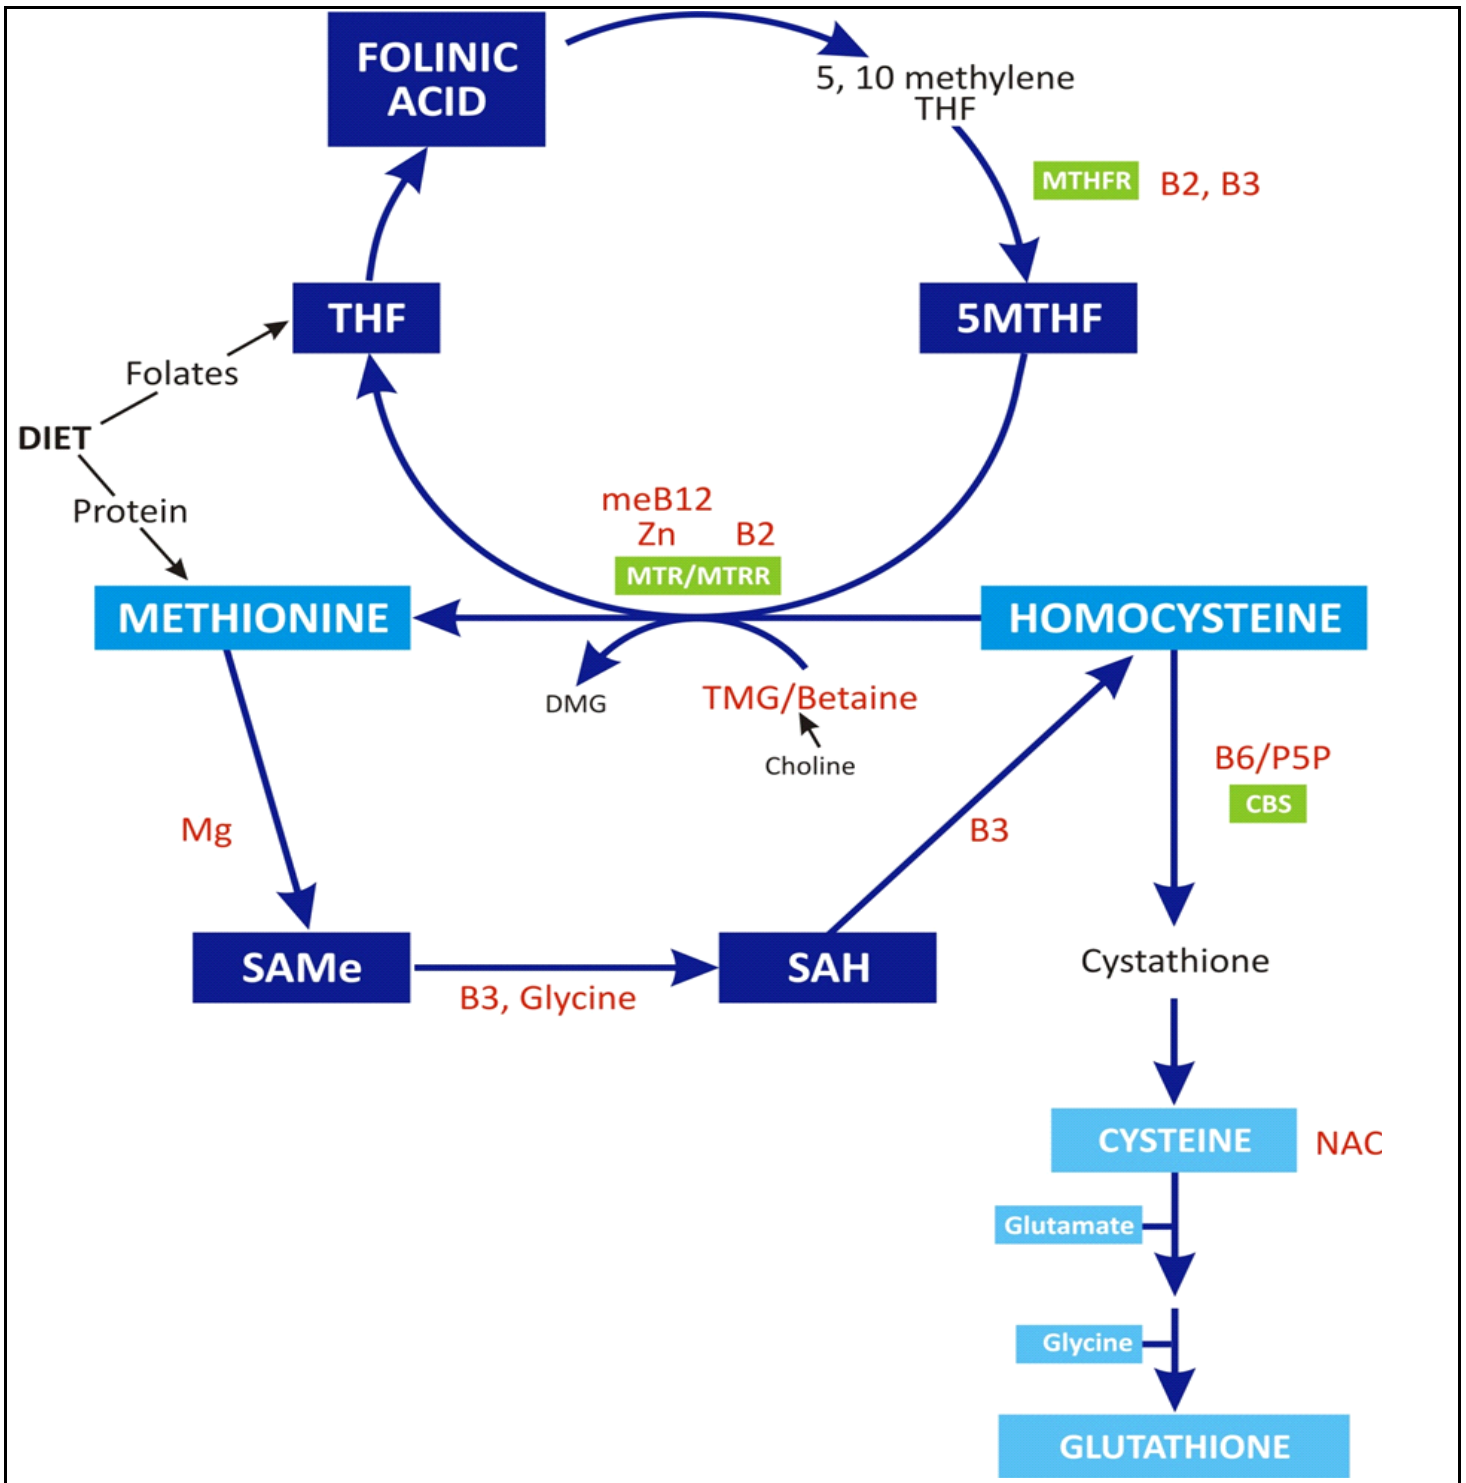 FOLINIC
ACID
5, 10 methylene
THF
MTHFR
B2, B3
THF
5MTHF
Folates
DIET
Protein
meB12
Zn
B2
MTR/MTRR
METHIONINE
HOMOCYSTEINE
DMG
TMG/Betaine
Choline
B6/P5P
CBS
Mg
B3
SAMe
SAH
B3, Glycine
Cystathione
CYSTEINE
NAC
Glutamate
Glycine
GLUTATHIONE